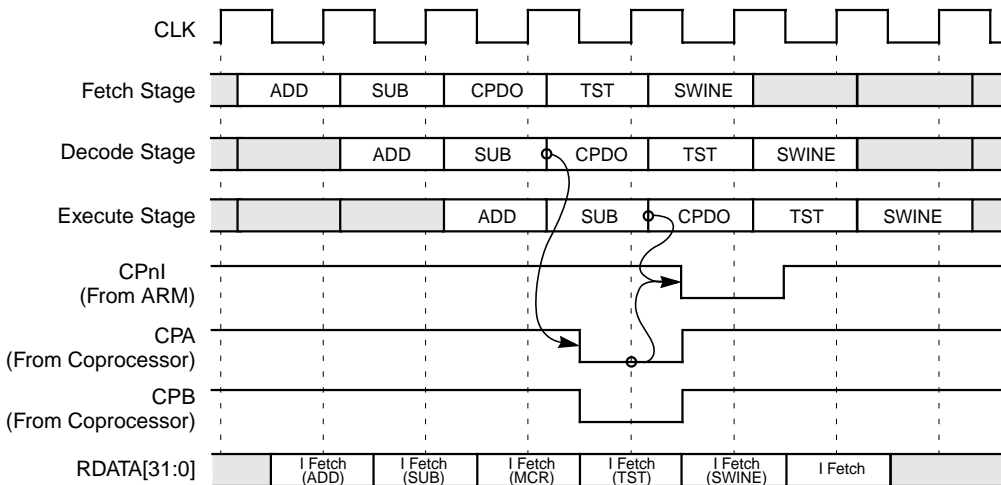 CLK
Fetch Stage
ADD
SUB
CPDO
TST
SWINE
Decode Stage
ADD
SUB
CPDO
TST
SWINE
Execute Stage
ADD
SUB
CPDO
TST
SWINE
CPnI
(From ARM)
CPA
(From Coprocessor)
CPB
(From Coprocessor)
RDATA[31:0]
I Fetch
(ADD)
I Fetch
(SUB)
I Fetch
(MCR)
I Fetch
(TST)
I Fetch
(SWINE)
I Fetch